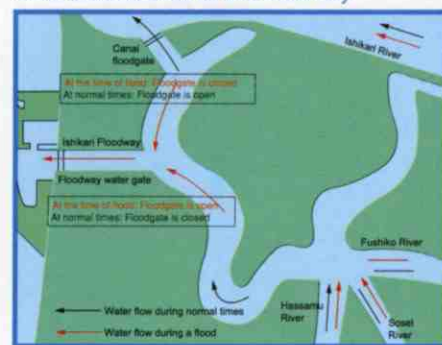 Canal
floodgate
Ishikari River
At the time of flood: Floodgate is closed
At normal times: Floodgate is open
Ishikari Floodway
Floodway water gate
At the time of flood: Floodgate is open
At normal times: Floodgate is closed
Fushiko River
Water flow during normal times
Water flow during a flood
Hassamu
River
Sosei
River